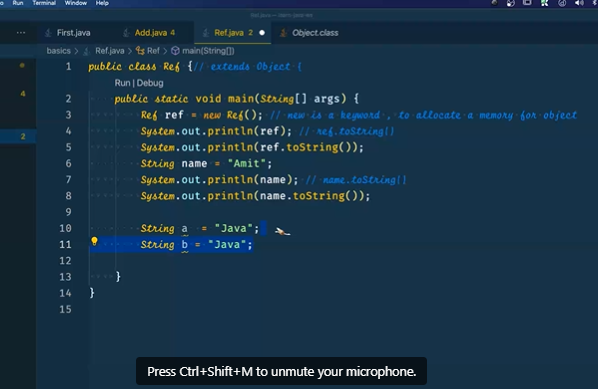 Run Terminal Window Help
First.java Add.java 4 Ref.java 2 Object.class
basics > Ref.java > Ref > main(String[])
1 public class Ref {// extends Object {
Run | Debug
2 public static void main(String[] args) {
3 Ref ref = new Ref(); // new is a keyword , to allocate a memory for object
4 System.out.println(ref); // ref.toString()
5 System.out.println(ref.toString());
6 String name = "Amit";
7 System.out.println(name); // name.toString()
8 System.out.println(name.toString());
9
10 String a = "Java";
11 String b = "Java";
12
13 }
14 }
15
4
2
Press Ctrl+Shift+M to unmute your microphone.